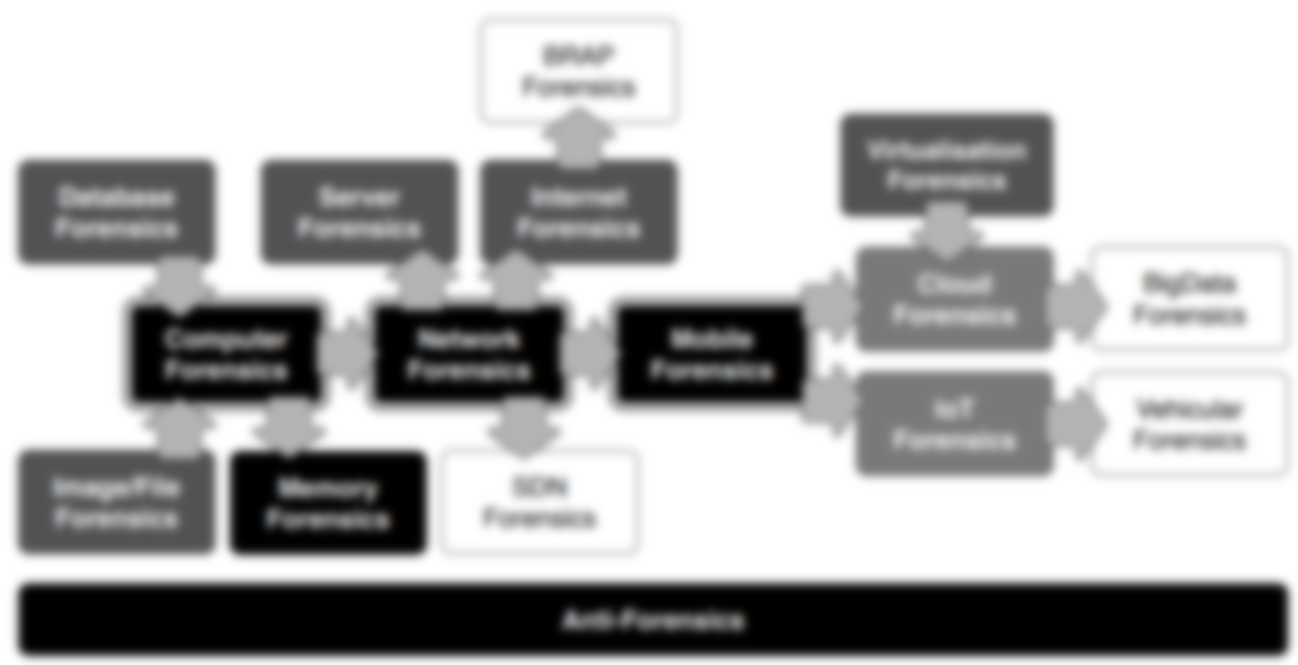 BRAP
Forensics
Virtualisation
Forensics
Database
Forensics
Server
Forensics
Internet
Forensics
Cloud
Forensics
BigData
Forensics
Computer
Forensics
Network
Forensics
Mobile
Forensics
IoT
Forensics
Vehicular
Forensics
Image/File
Forensics
Memory
Forensics
SDN
Forensics
Anti-Forensics